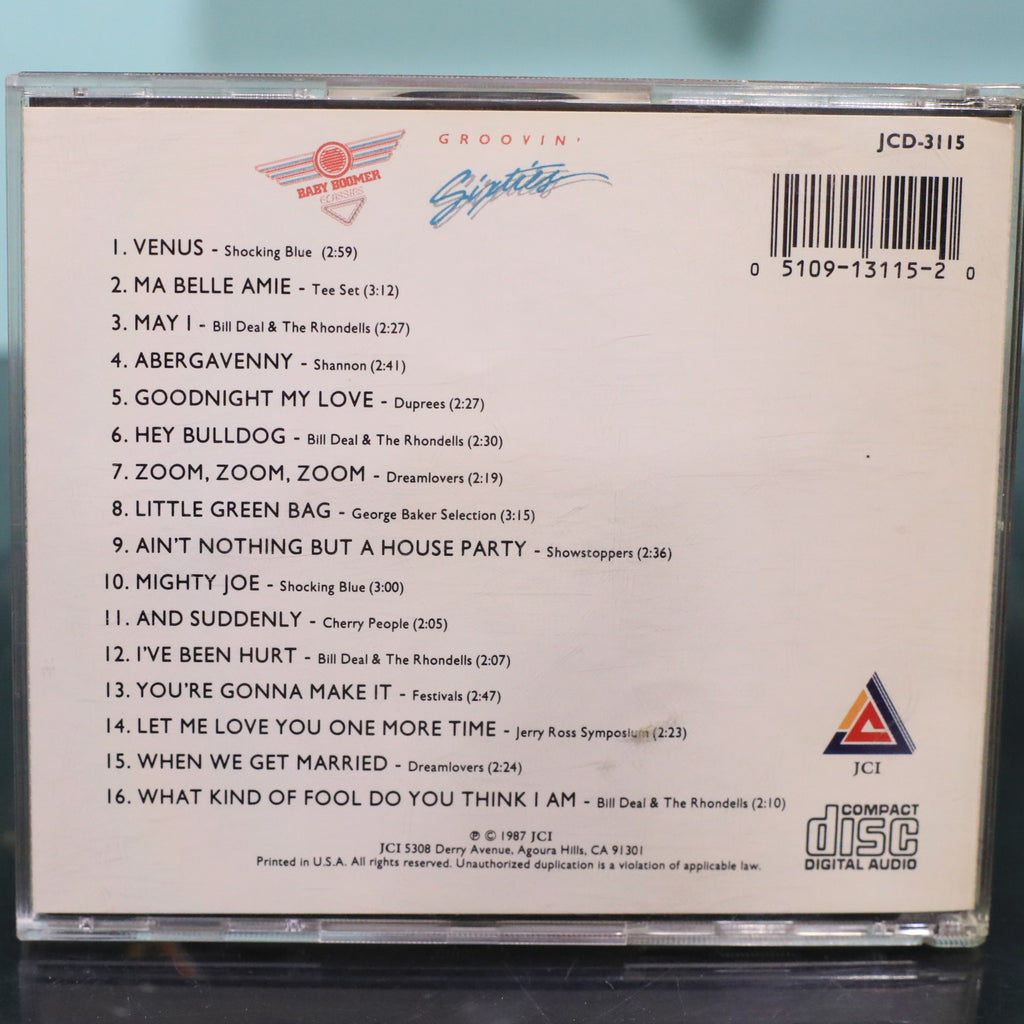 GROOVIN'
JCD-3115
BABY BOOMER
CLASSICS
Sixties
0 5109-13115-2 0
1. VENUS - Shocking Blue (2:59)
2. MA BELLE AMIE - Tee Set (3:12)
3. MAY I - Bill Deal & The Rhondells (2:27)
4. ABERGAVENNY - Shannon (2:41)
5. GOODNIGHT MY LOVE - Duprees (2:27)
6. HEY BULLDOG - Bill Deal & The Rhondells (2:30)
7. ZOOM, ZOOM, ZOOM - Dreamlovers (2:19)
8. LITTLE GREEN BAG - George Baker Selection (3:15)
9. AIN'T NOTHING BUT A HOUSE PARTY - Showstoppers (2:36)
10. MIGHTY JOE - Shocking Blue (3:00)
11. AND SUDDENLY - Cherry People (2:05)
12. I'VE BEEN HURT - Bill Deal & The Rhondells (2:07)
13. YOU'RE GONNA MAKE IT - Festivals (2:47)
14. LET ME LOVE YOU ONE MORE TIME - Jerry Ross Symposium (2:23)
15. WHEN WE GET MARRIED - Dreamlovers (2:24)
16. WHAT KIND OF FOOL DO YOU THINK I AM - Bill Deal & The Rhondells (2:10)
JCI
℗ © 1987 JCI
JCI 5308 Derry Avenue, Agoura Hills, CA 91301
Printed in U.S.A. All rights reserved. Unauthorized duplication is a violation of applicable law.
COMPACT
disc
DIGITAL AUDIO